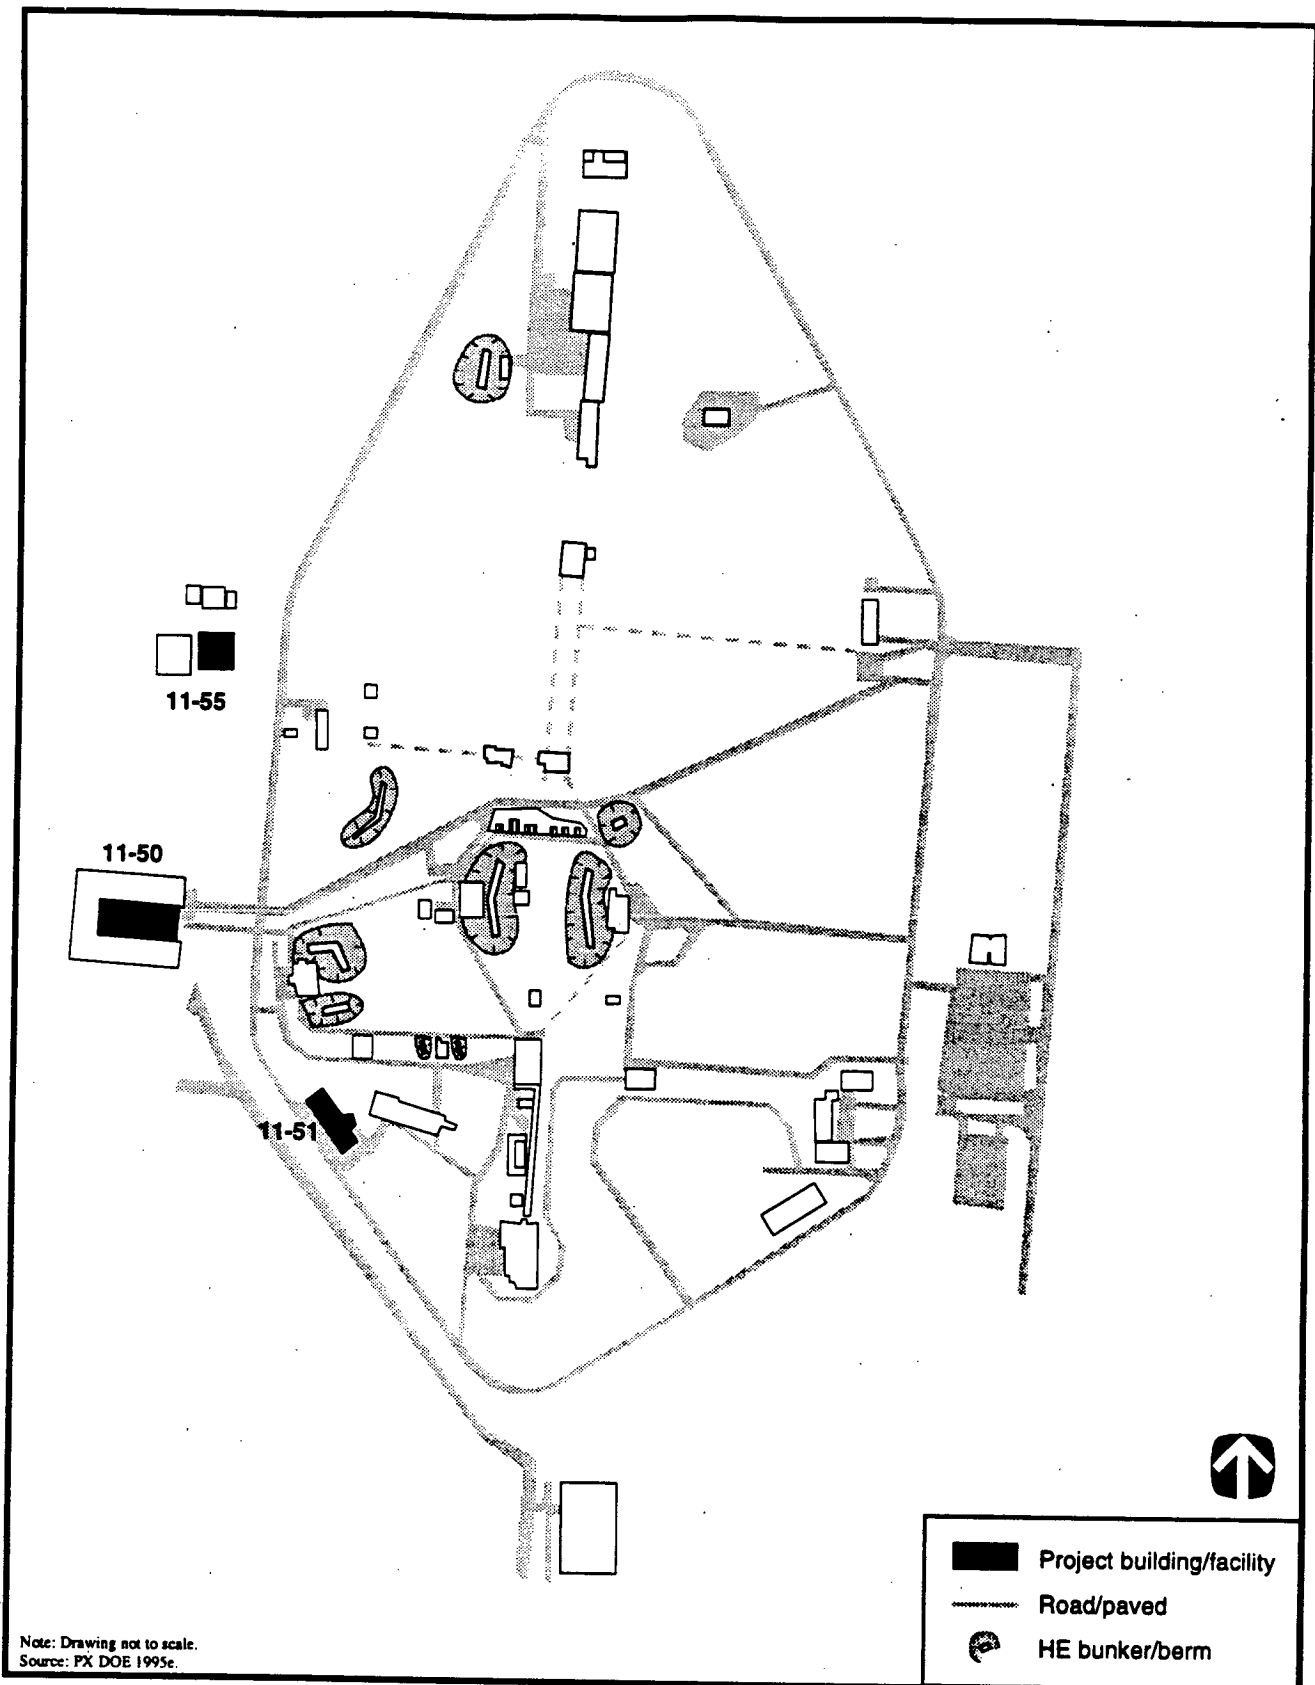 11-55
11-50
11-51
Project building/facility
Road/paved
HE bunker/berm
Note: Drawing not to scale.
Source: PX DOE 1995e.